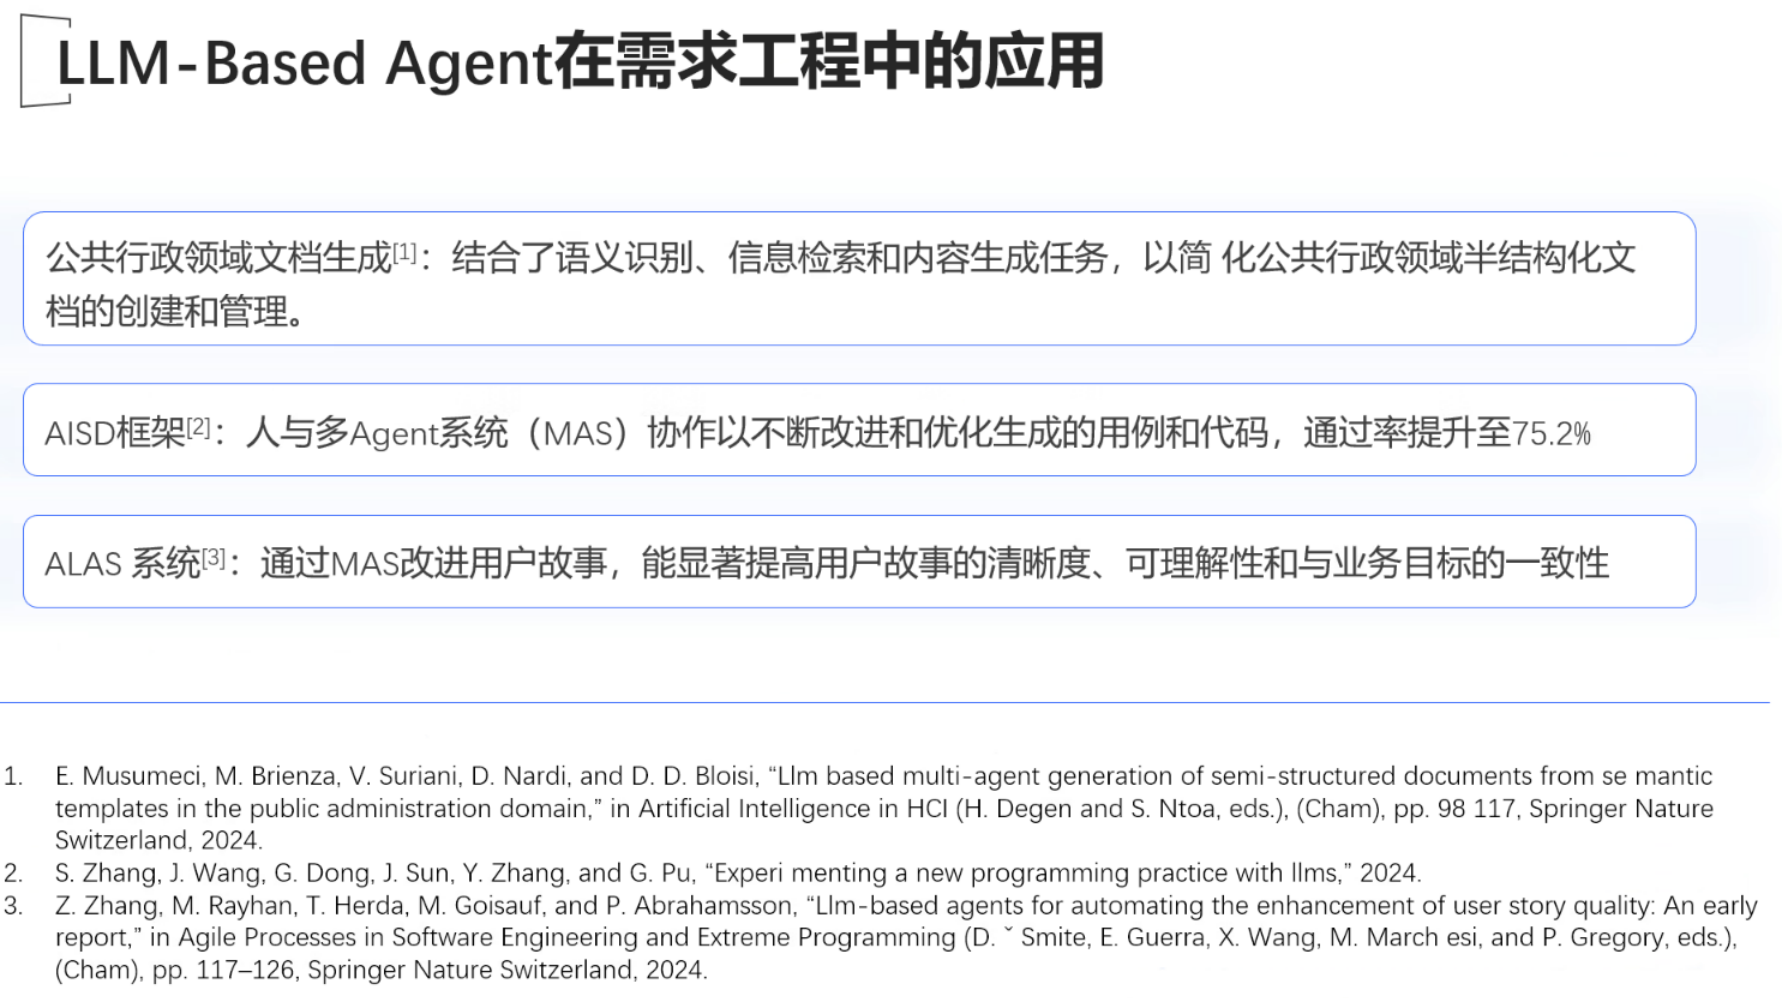 LLM-Based Agent在需求工程中的应用
公共行政领域文档生成[1]：结合了语义识别、信息检索和内容生成任务，以简 化公共行政领域半结构化文
档的创建和管理。
AISD框架[2]：人与多Agent系统（MAS）协作以不断改进和优化生成的用例和代码，通过率提升至75.2%
ALAS 系统[3]：通过MAS改进用户故事，能显著提高用户故事的清晰度、可理解性和与业务目标的一致性
1. E. Musumeci, M. Brienza, V. Suriani, D. Nardi, and D. D. Bloisi, “Llm based multi-agent generation of semi-structured documents from se mantic
templates in the public administration domain,” in Artificial Intelligence in HCI (H. Degen and S. Ntoa, eds.), (Cham), pp. 98 117, Springer Nature
Switzerland, 2024.
2. S. Zhang, J. Wang, G. Dong, J. Sun, Y. Zhang, and G. Pu, “Experi menting a new programming practice with llms,” 2024.
3. Z. Zhang, M. Rayhan, T. Herda, M. Goisauf, and P. Abrahamsson, “Llm-based agents for automating the enhancement of user story quality: An early
report,” in Agile Processes in Software Engineering and Extreme Programming (D. ˇ Smite, E. Guerra, X. Wang, M. March esi, and P. Gregory, eds.),
(Cham), pp. 117–126, Springer Nature Switzerland, 2024.